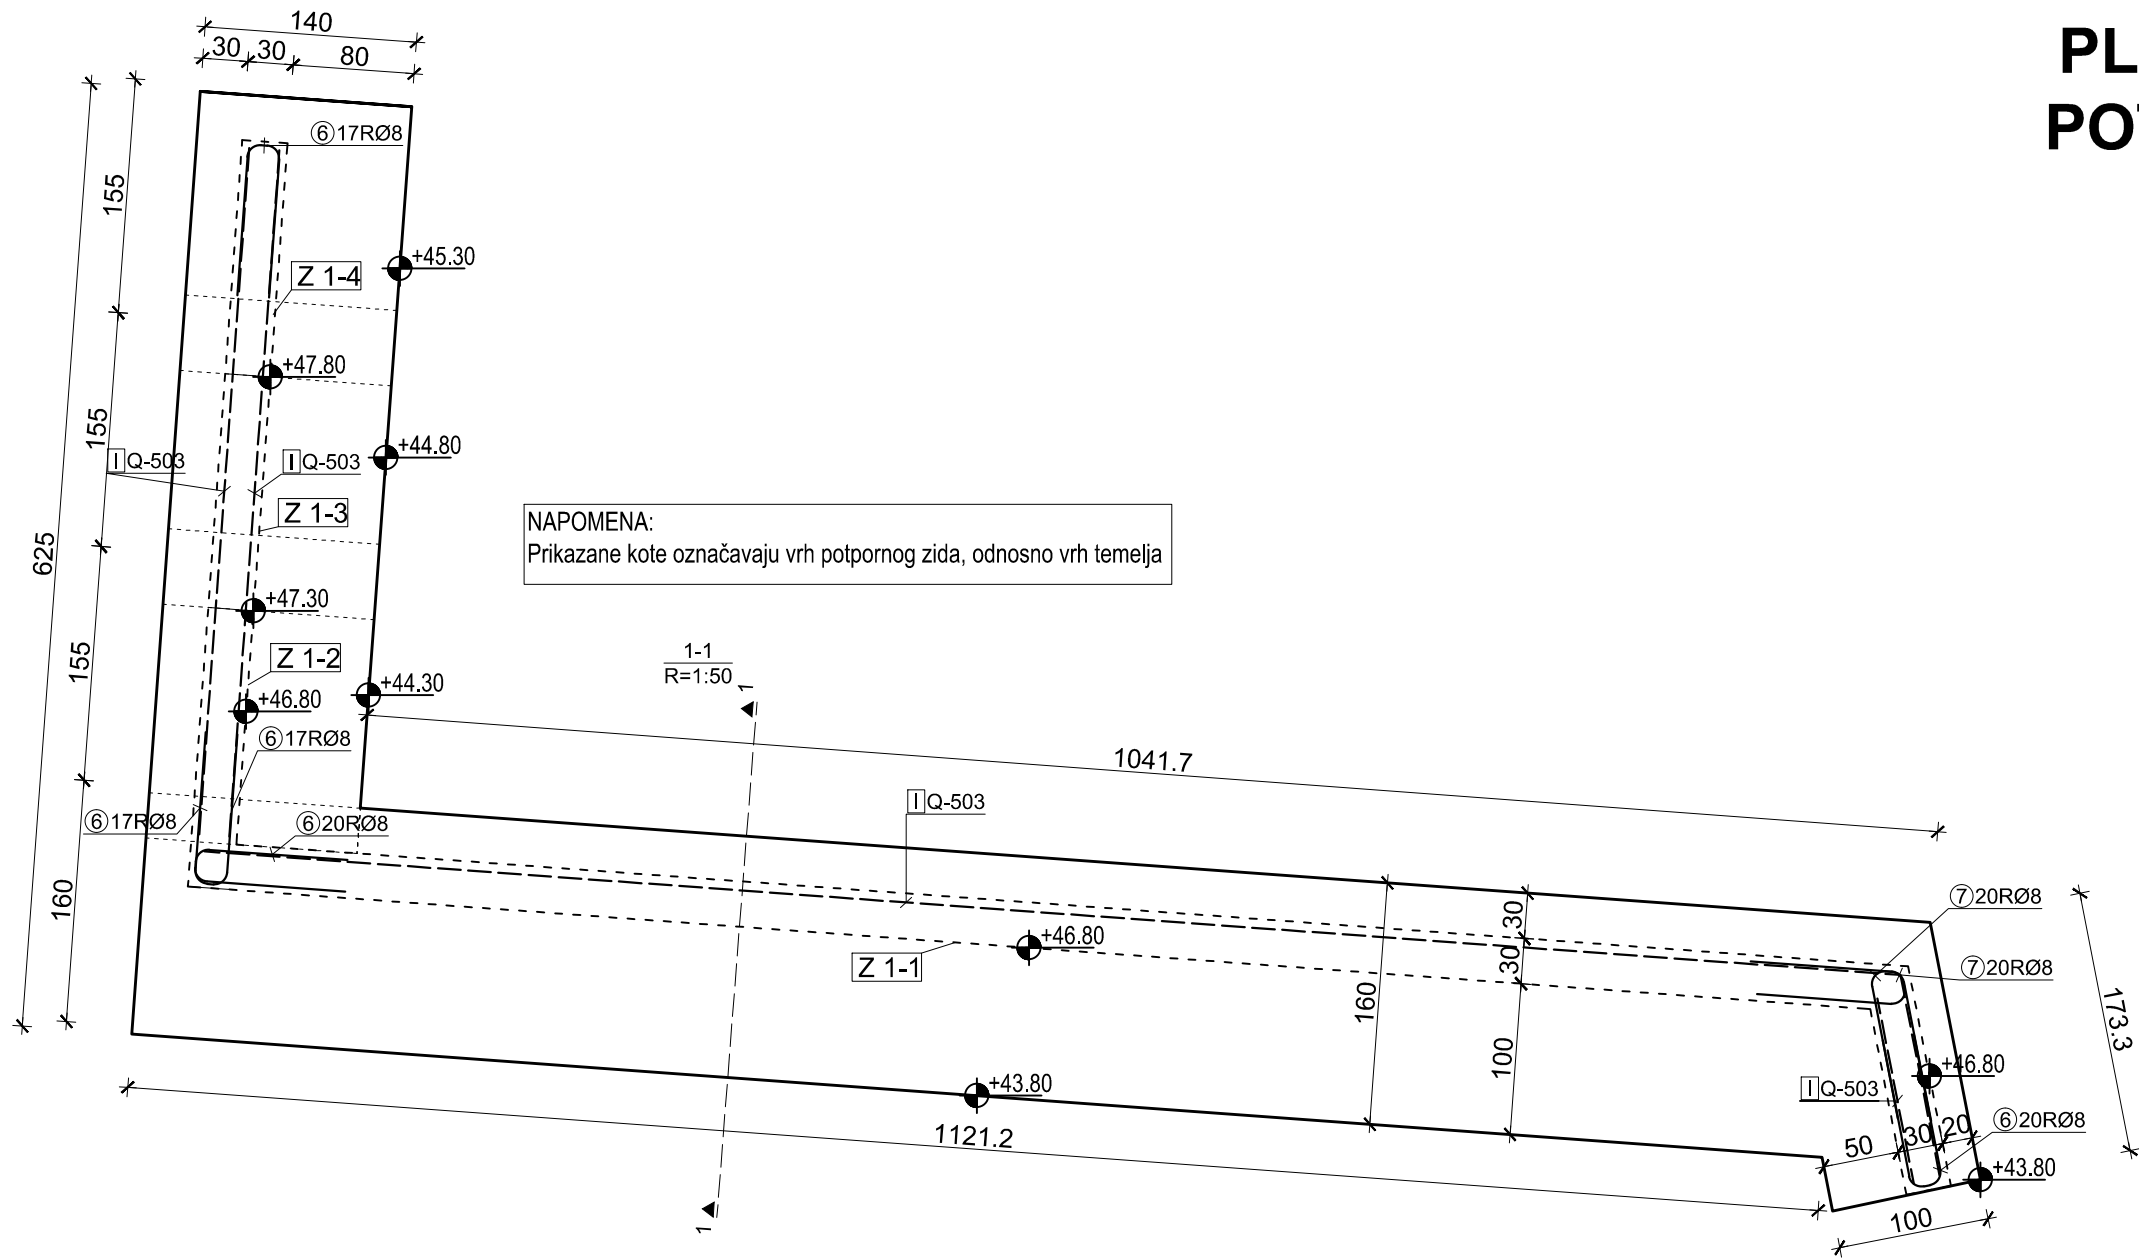 140
30 30 80
PL
POT
⑥17RØ8
155
+45.30
Z 1-4
+47.80
155
+44.80
I Q-503
I Q-503
Z 1-3
NAPOMENA:
Prikazane kote označavaju vrh potpornog zida, odnosno vrh temelja
625
+47.30
155
Z 1-2
1-1
R=1:50
1
+44.30
+46.80
⑥17RØ8
1041.7
I Q-503
⑥17RØ8
⑥20RØ8
160
⑦20RØ8
30
+46.80
30
Z 1-1
⑦20RØ8
160
173.3
100
+46.80
+43.80
I Q-503
⑥20RØ8
1121.2
50 30 20
+43.80
1
100